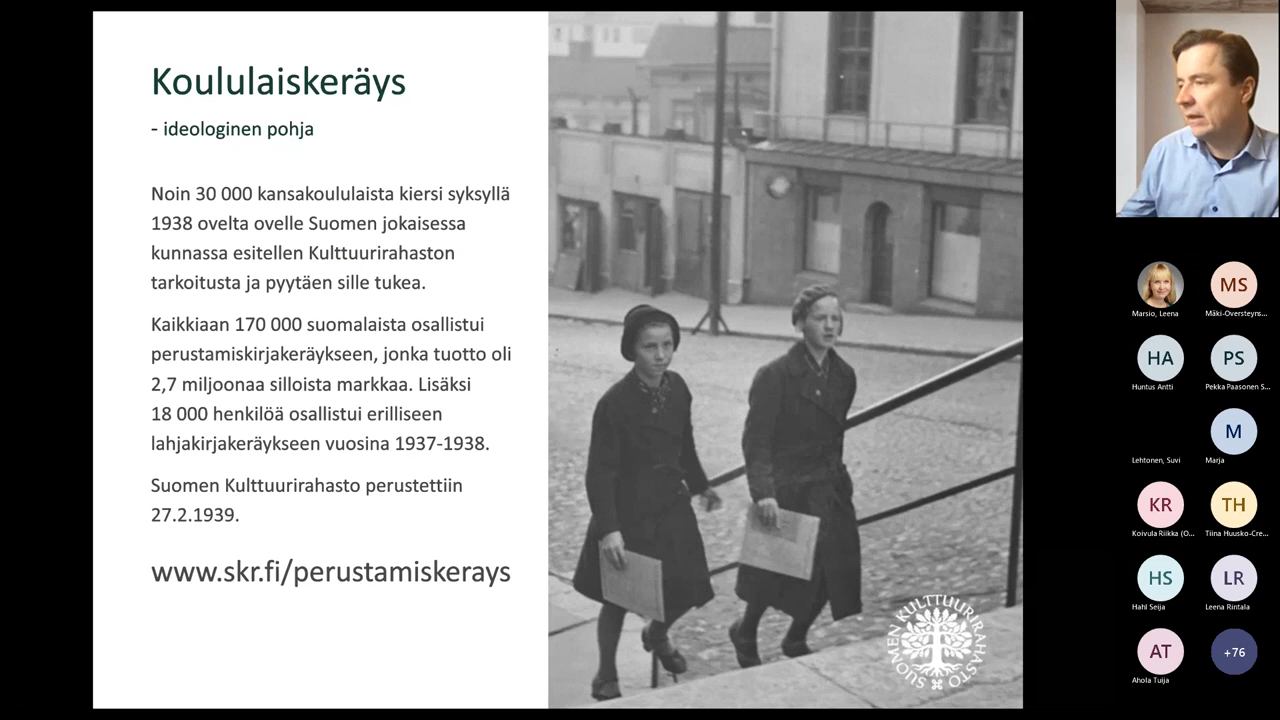 Koululaiskeräys
- ideologinen pohja
Noin 30 000 kansakoululaista kiersi syksyllä
1938 ovelta ovelle Suomen jokaisessa
kunnassa esitellen Kulttuurirahaston
tarkoitusta ja pyytäen sille tukea.
Kaikkiaan 170 000 suomalaista osallistui
perustamiskirjakeräykseen, jonka tuotto oli
2,7 miljoonaa silloista markkaa. Lisäksi
18 000 henkilöä osallistui erilliseen
lahjakirjakeräykseen vuosina 1937-1938.
Suomen Kulttuurirahasto perustettiin
27.2.1939.
www.skr.fi/perustamiskerays
SUOMEN KULTTUURIRAHASTO
MS
Marsio, Leena
Mäki-Oversteyns...
HA
PS
Huntus Antti
Pekka Paasonen S...
M
Lehtonen, Suvi
Marja
KR
TH
Koivula Riikka (O...
Tiina Huusko-Cre...
HS
LR
Hahl Seija
Leena Rintala
AT
+76
Ahola Tuija